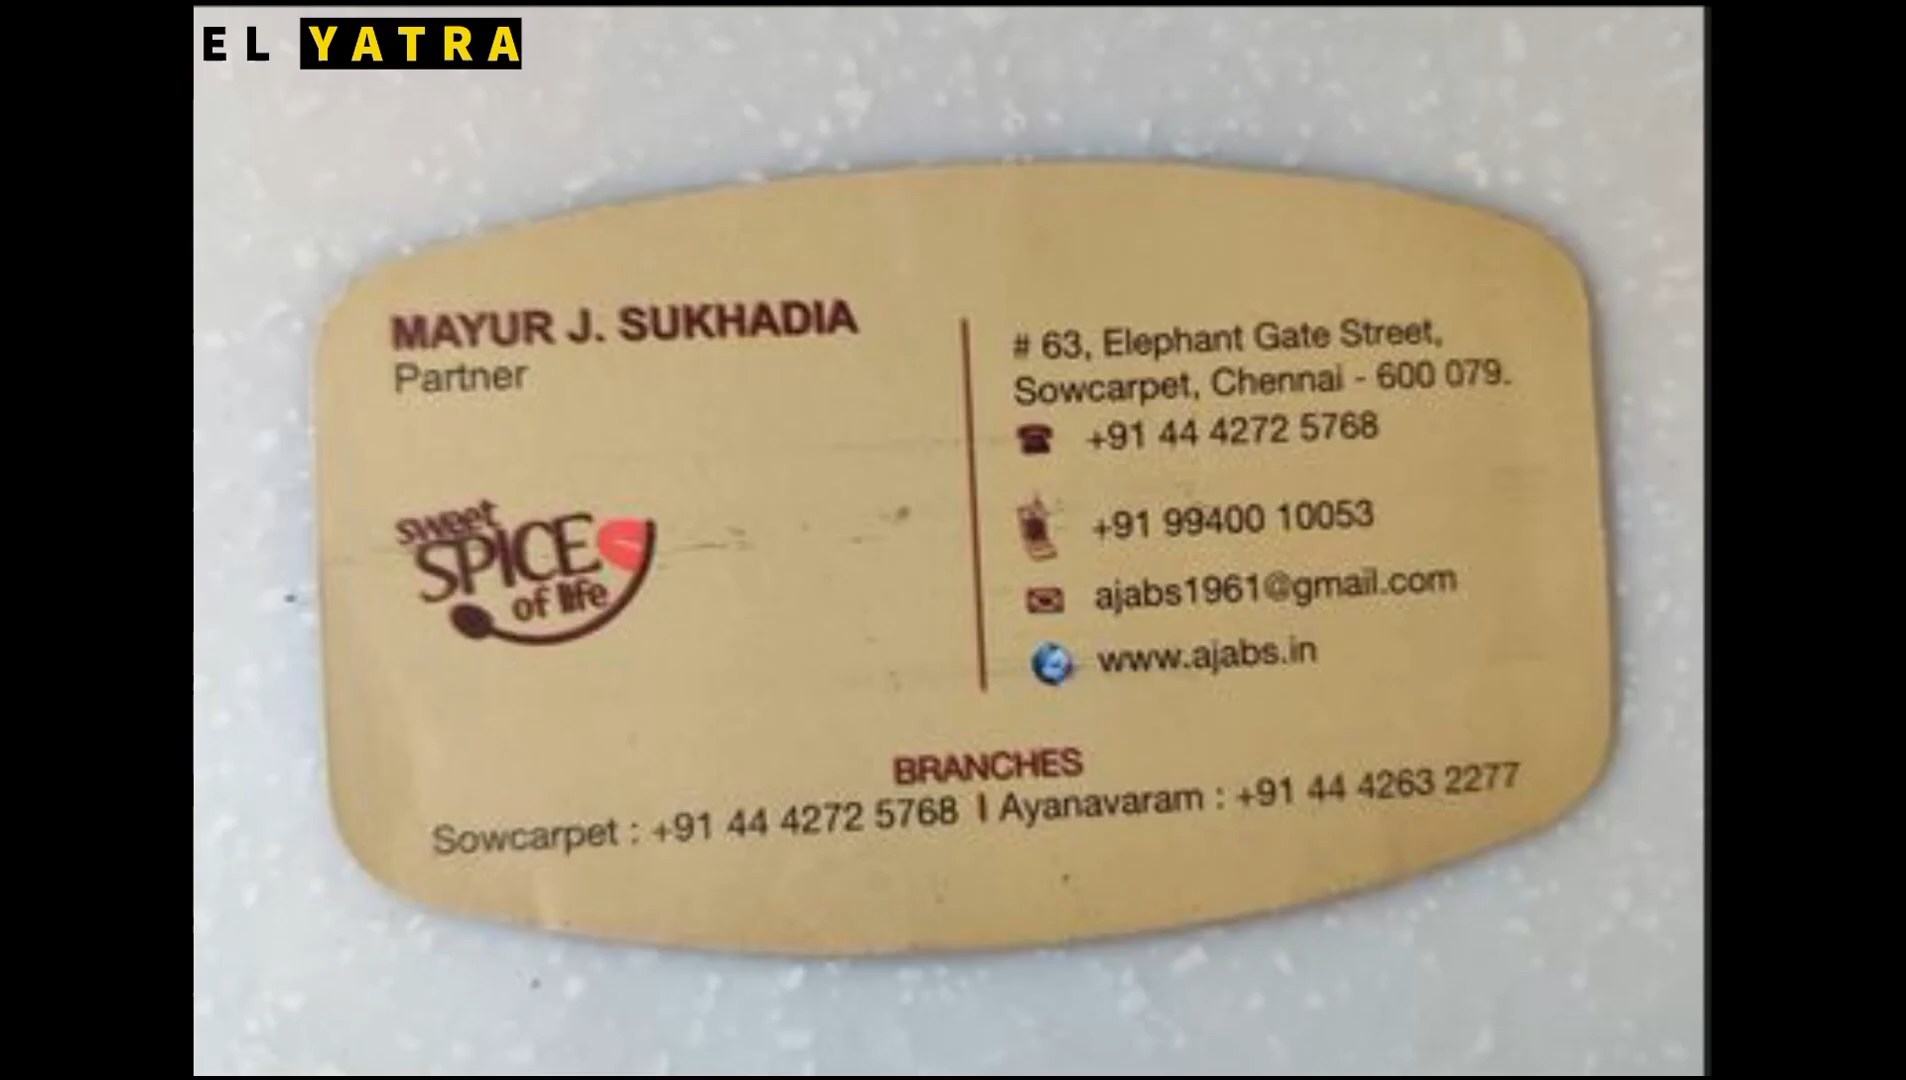 EL YATRA
MAYUR J. SUKHADIA
Partner
sweet
SPICE
of life
# 63, Elephant Gate Street,
Sowcarpet, Chennai - 600 079.
+91 44 4272 5768
+91 99400 10053
ajabs1961@gmail.com
www.ajabs.in
BRANCHES
Sowcarpet : +91 44 4272 5768 I Ayanavaram : +91 44 4263 2277